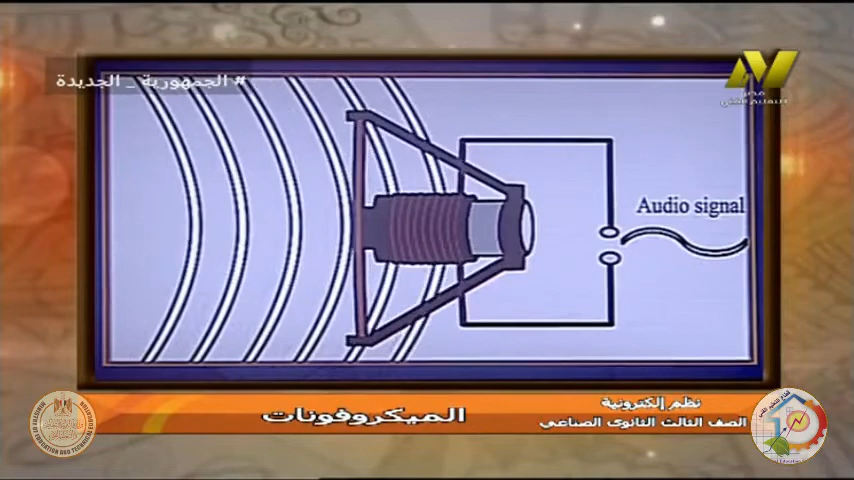 #الجمهورية _ الجديدة
مصر
التعليم الفني
Audio signal
نظم إلكترونية
الصف الثالث الثانوى الصناعى
الميكروفونات